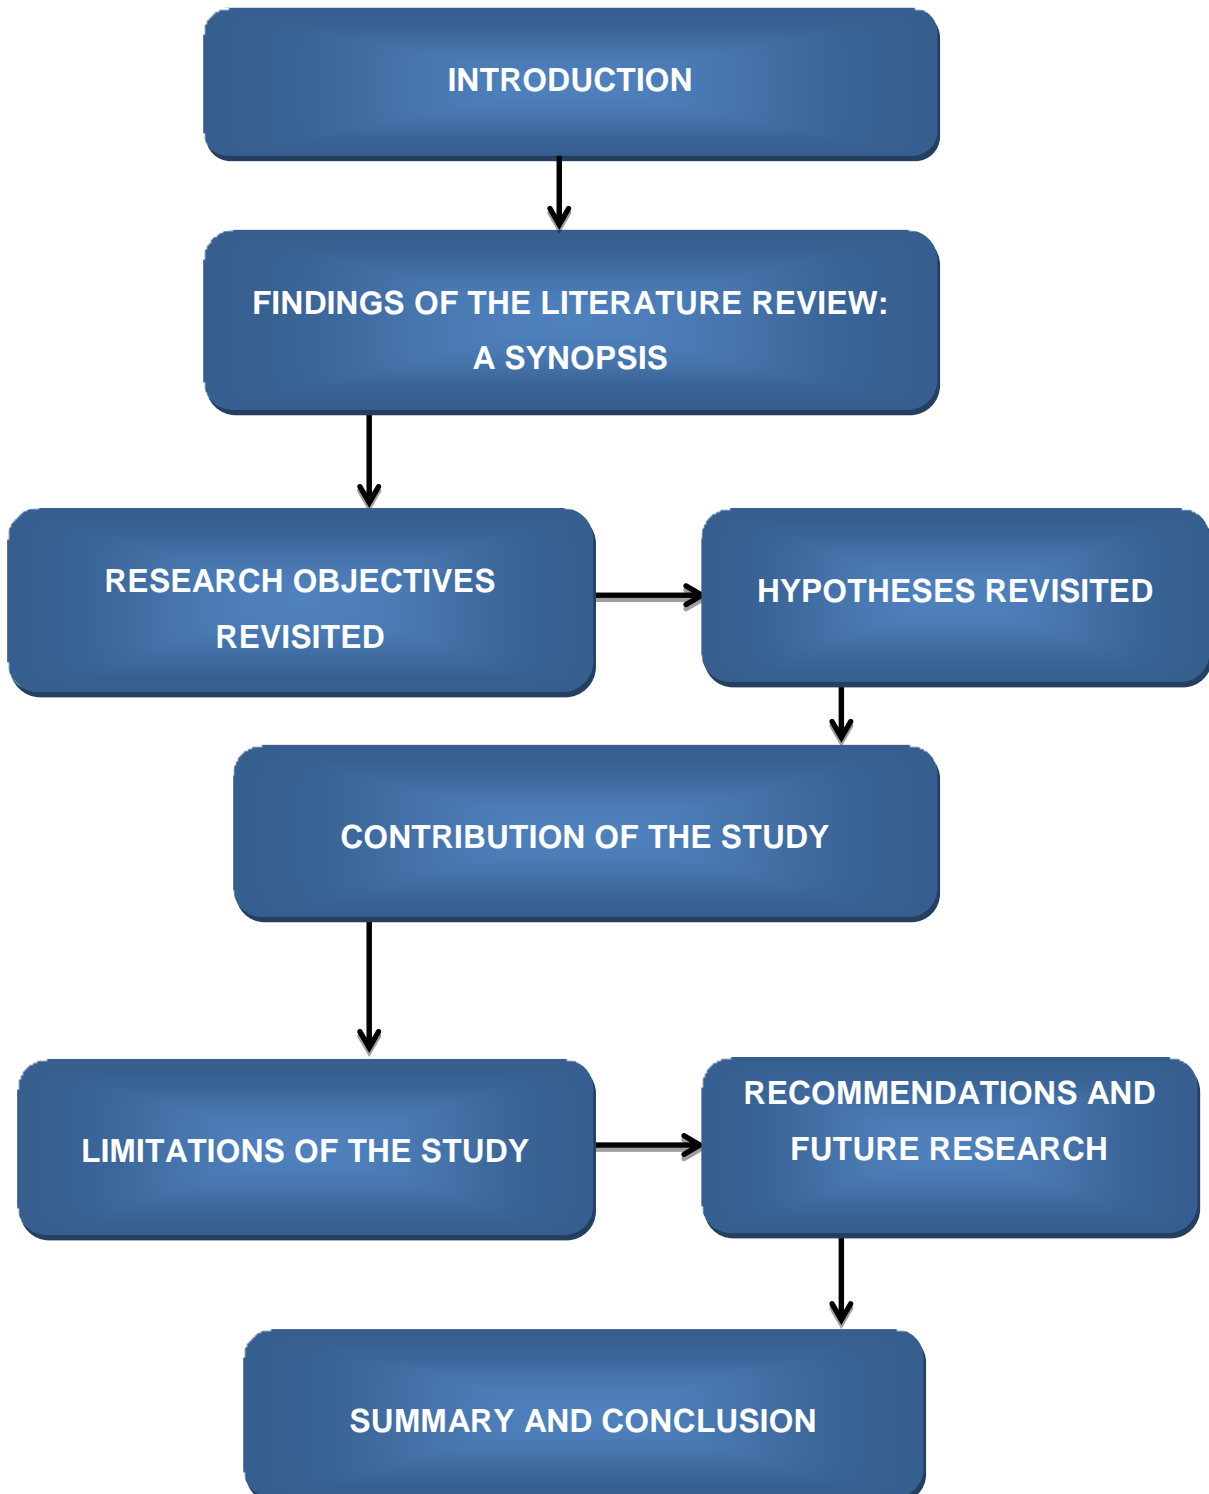 INTRODUCTION
FINDINGS OF THE LITERATURE REVIEW:
A SYNOPSIS
RESEARCH OBJECTIVES
REVISITED
HYPOTHESES REVISITED
CONTRIBUTION OF THE STUDY
LIMITATIONS OF THE STUDY
RECOMMENDATIONS AND
FUTURE RESEARCH
SUMMARY AND CONCLUSION